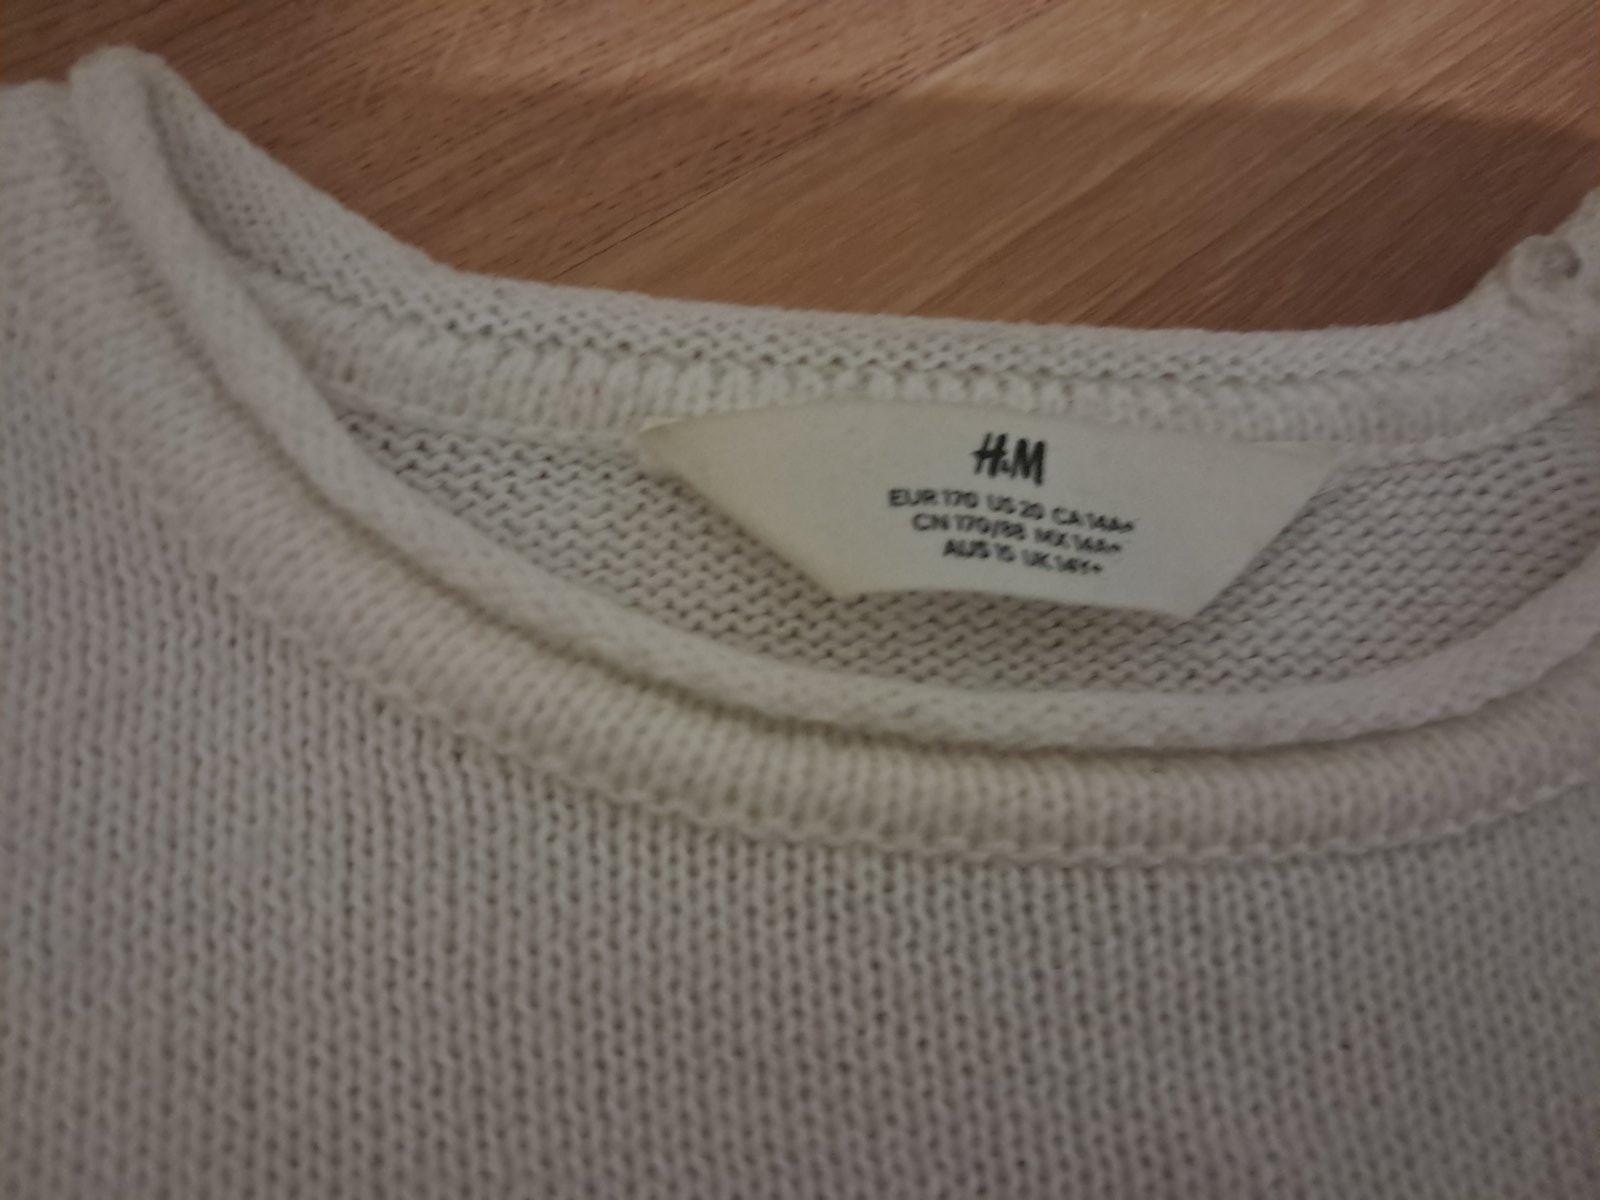 H&M
EUR 170 US 20 CA 14A+
CN 170/88 MX 14A+
AUS 15 UK 14Y+